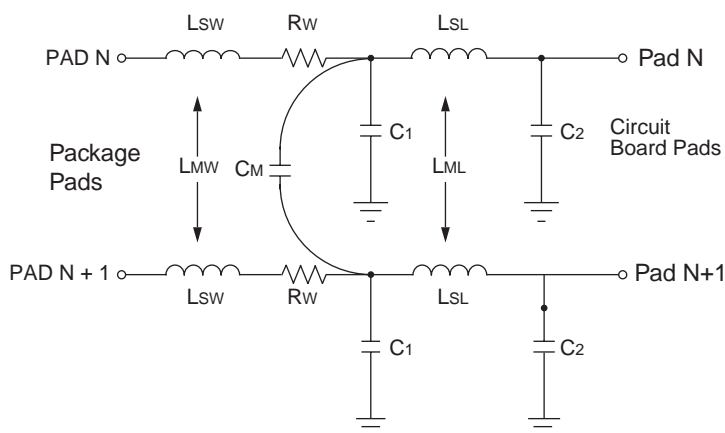 LSW RW LSL
PAD N Pad N
C1 C2 Circuit
Board Pads
Package
Pads
LMW CM LML
PAD N + 1 Pad N+1
LSW RW LSL
C1 C2